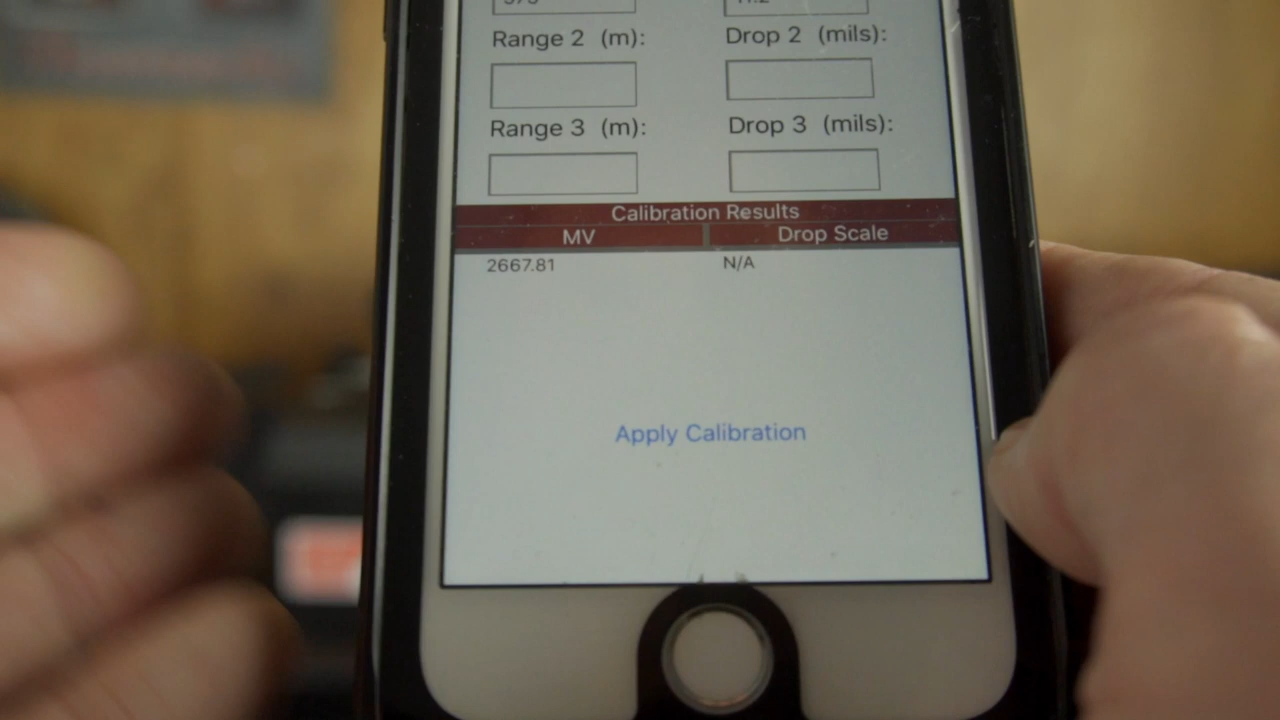 Range 2 (m): Drop 2 (mils):
Range 3 (m): Drop 3 (mils):
Calibration Results
MV Drop Scale
2667.81 N/A
Apply Calibration